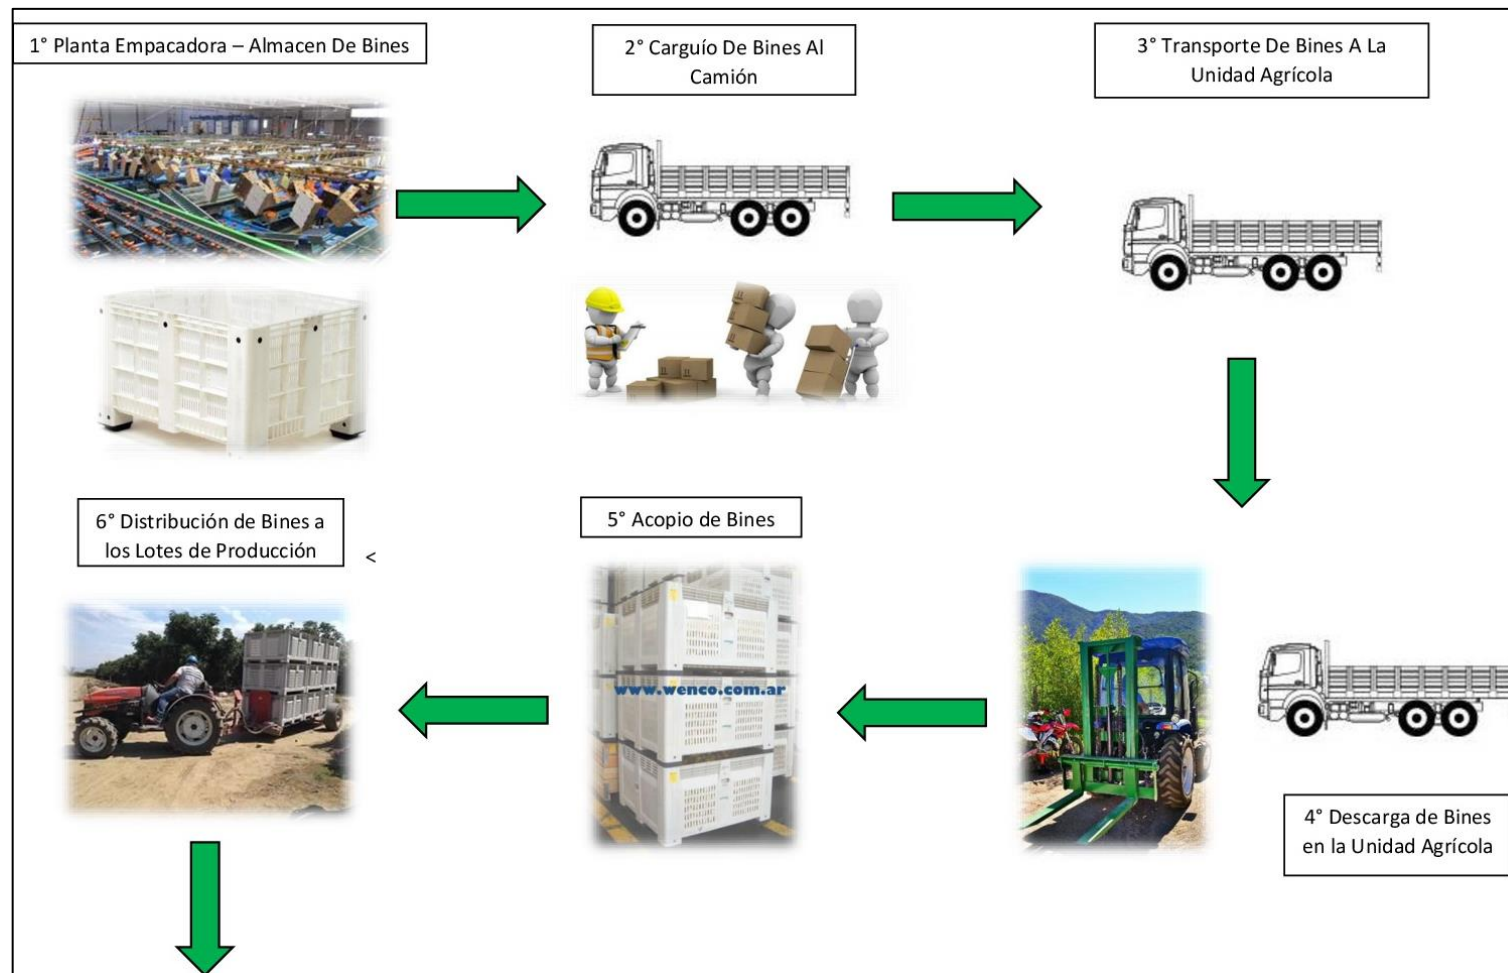 1° Planta Empacadora – Almacen De Bines
2° Carguío De Bines Al
Camión
3° Transporte De Bines A La
Unidad Agrícola
6° Distribución de Bines a
los Lotes de Producción
<
5° Acopio de Bines
www.wenco.com.ar
4° Descarga de Bines
en la Unidad Agrícola